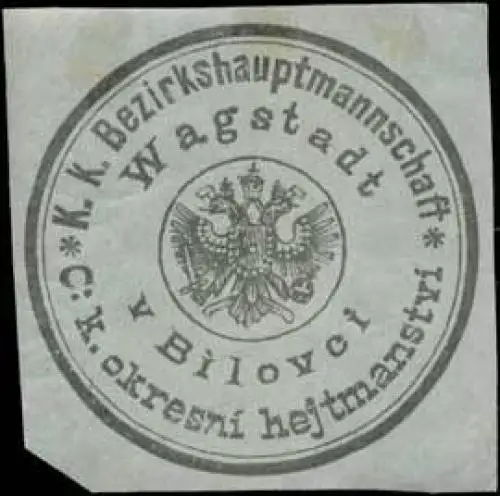 K. K. Bezirkshauptmannschaft
Wagstadt
v Bílovci
* C. k. okresní hejtmanství *